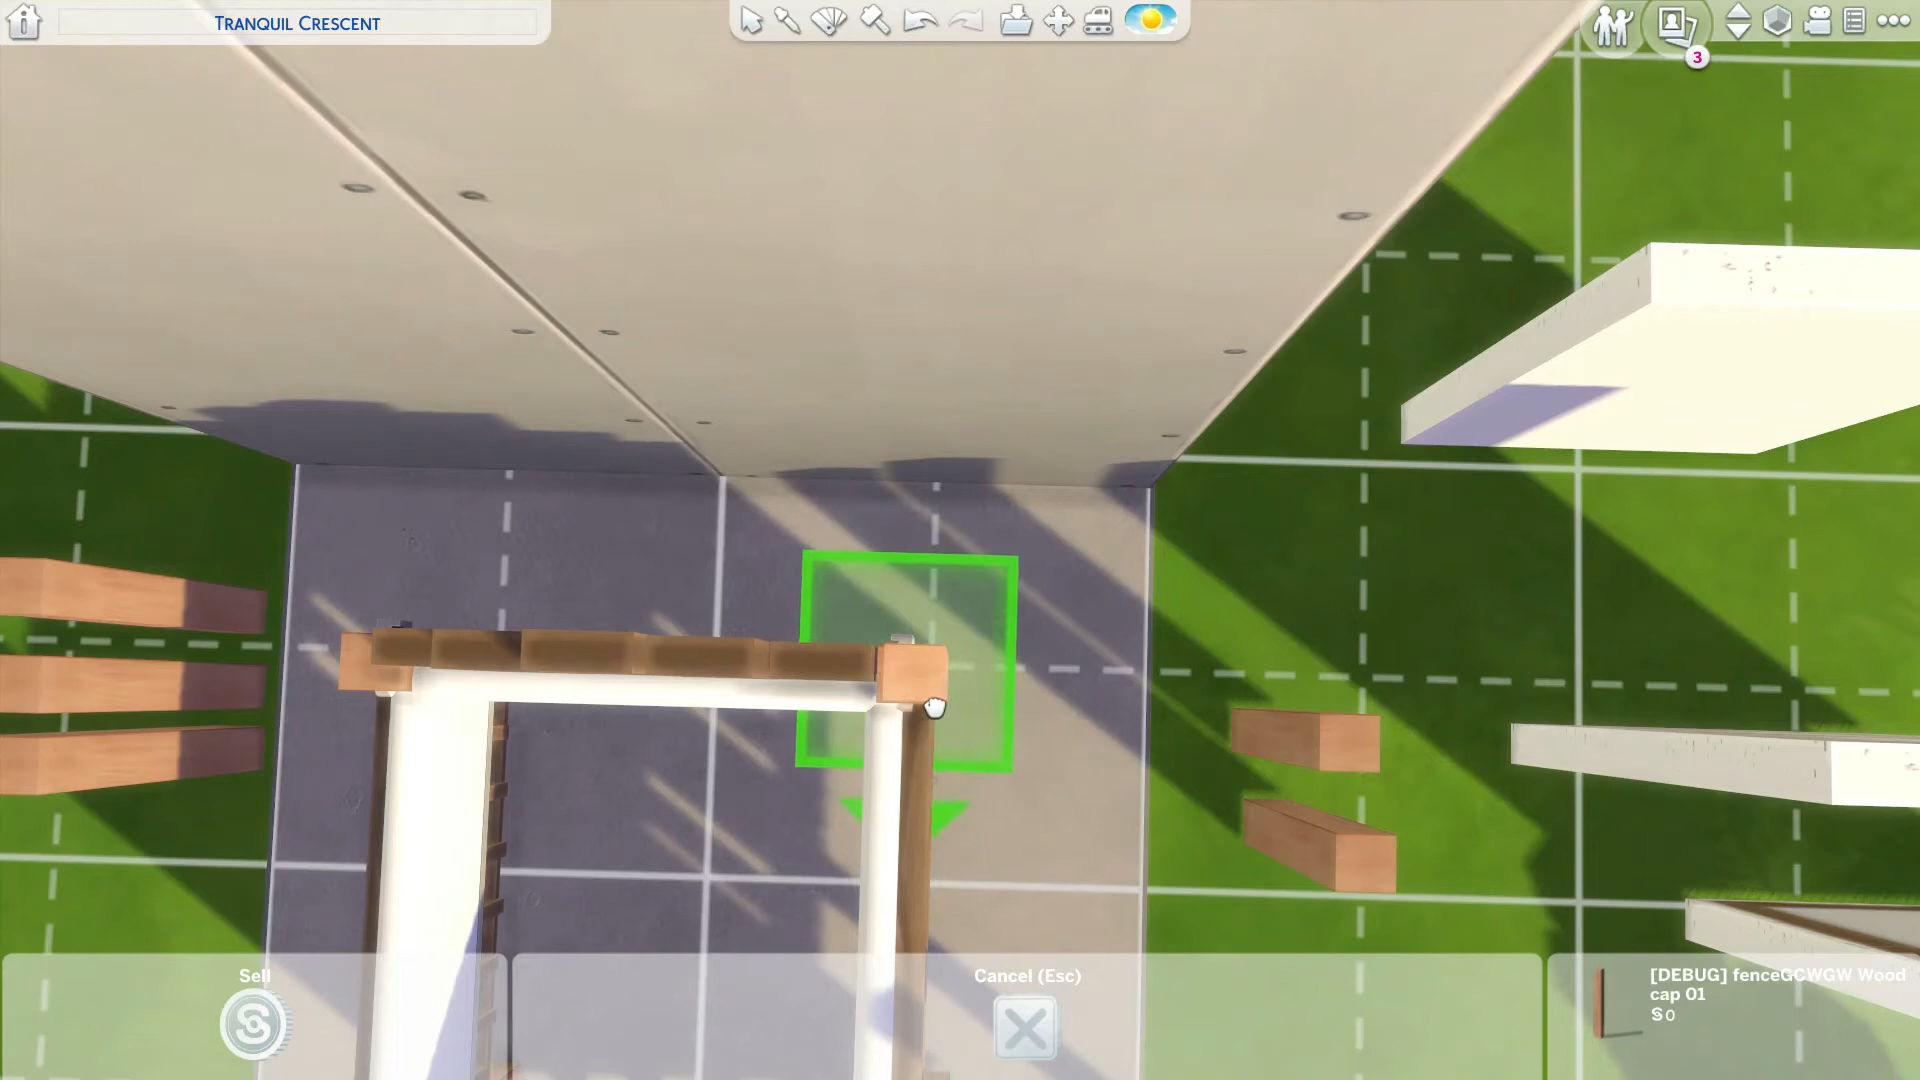 TRANQUIL CRESCENT
3
Sell
Cancel (Esc)
[DEBUG] fenceGCWGW Wood
cap 01
§0